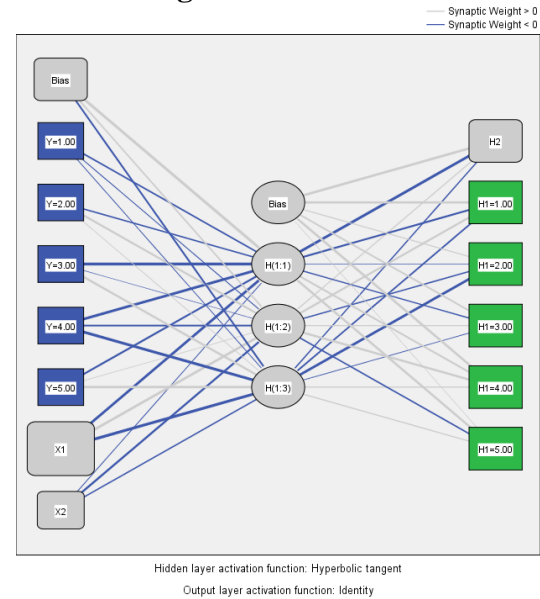 Synaptic Weight > 0
Synaptic Weight < 0
Bias
Y=1.00
Y=2.00
Y=3.00
Y=4.00
Y=5.00
X1
X2
Bias
H(1:1)
H(1:2)
H(1:3)
H2
H1=1.00
H1=2.00
H1=3.00
H1=4.00
H1=5.00
Hidden layer activation function: Hyperbolic tangent
Output layer activation function: Identity